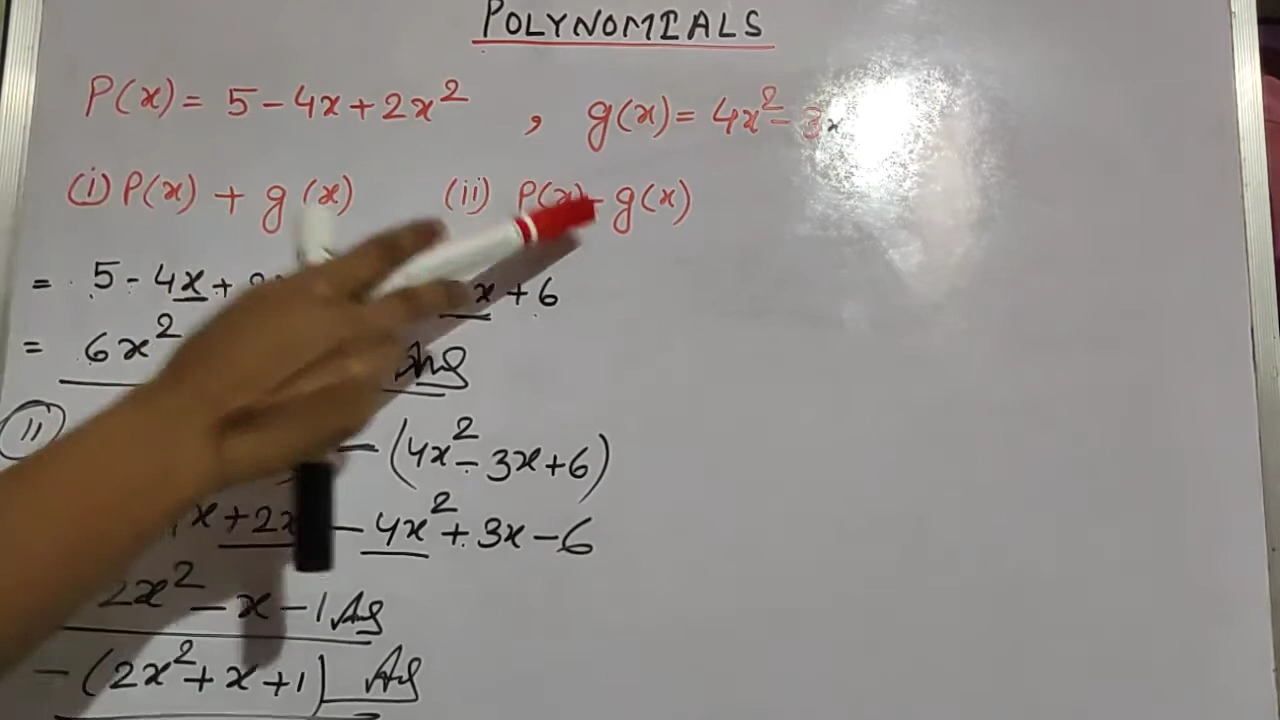 POLYNOMIALS
P(x) = 5 - 4x + 2x² , g(x) = 4x² - 3x
(i) P(x) + g(x) (ii) P(x) - g(x)
= 5 - 4x + x + 6
= 6x² Ans
(ii) - (4x² - 3x + 6)
x + 2x - 4x² + 3x - 6
2x² - x - 1 Ans
- (2x² + x + 1) Ans